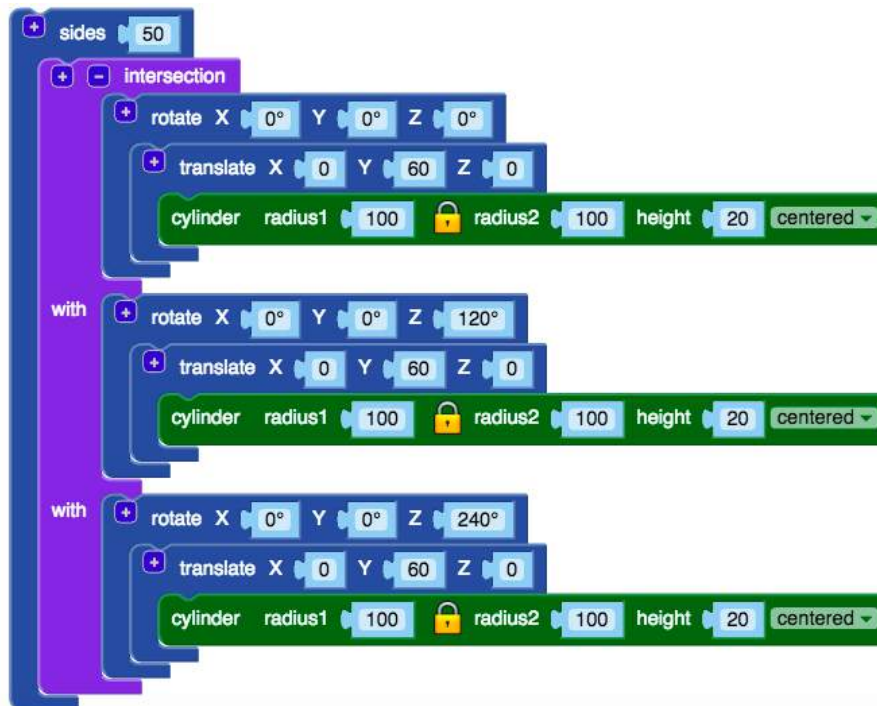 sides 50
intersection
rotate X 0° Y 0° Z 0°
translate X 0 Y 60 Z 0
cylinder radius1 100 radius2 100 height 20 centered
with rotate X 0° Y 0° Z 120°
translate X 0 Y 60 Z 0
cylinder radius1 100 radius2 100 height 20 centered
with rotate X 0° Y 0° Z 240°
translate X 0 Y 60 Z 0
cylinder radius1 100 radius2 100 height 20 centered